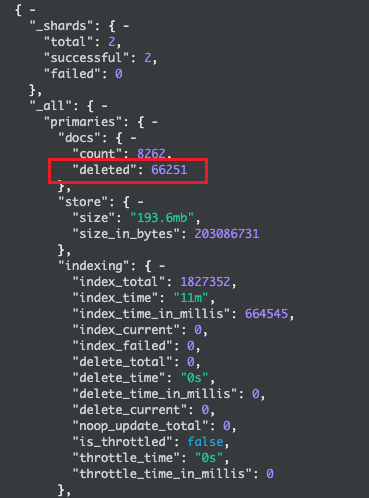 { -
"_shards": { -
"total": 2,
"successful": 2,
"failed": 0
},
"_all": { -
"primaries": { -
"docs": { -
"count": 8262,
"deleted": 66251
},
"store": { -
"size": "193.6mb",
"size_in_bytes": 203086731
},
"indexing": { -
"index_total": 1827352,
"index_time": "11m",
"index_time_in_millis": 664545,
"index_current": 0,
"index_failed": 0,
"delete_total": 0,
"delete_time": "0s",
"delete_time_in_millis": 0,
"delete_current": 0,
"noop_update_total": 0,
"is_throttled": false,
"throttle_time": "0s",
"throttle_time_in_millis": 0
},